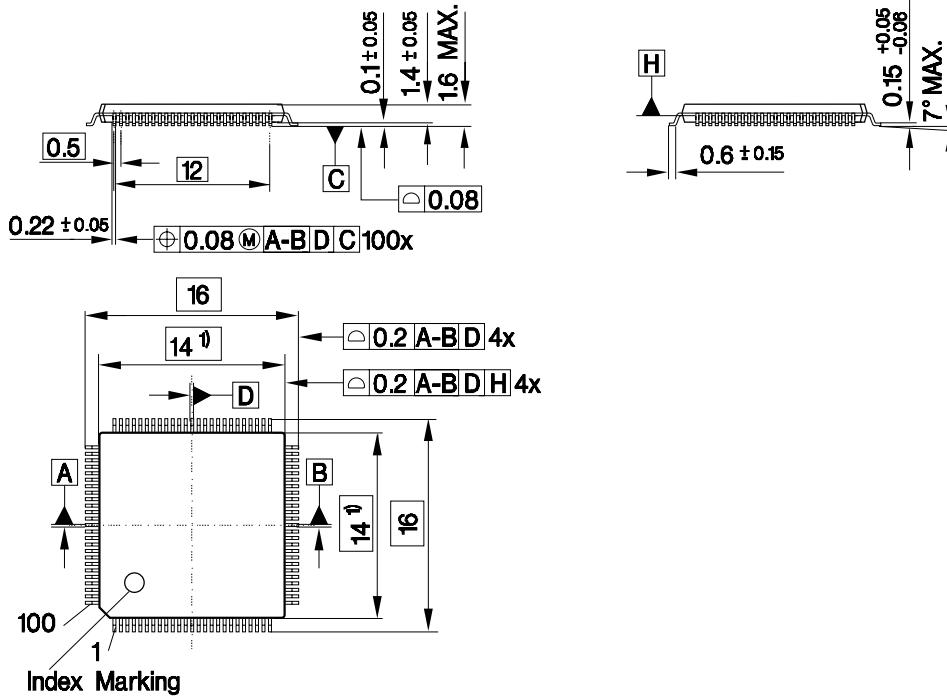 0.1 ± 0.05
1.4 ± 0.05
1.6 MAX.
H
0.15 +0.05 -0.06
7° MAX.
0.5
12
C
0.08
0.6 ± 0.15
0.22 ± 0.05
0.08 Ⓜ A-B D C 100x
16
0.2 A-B D 4x
14 1)
0.2 A-B D H 4x
D
A
B
14 1)
16
100
1
Index Marking